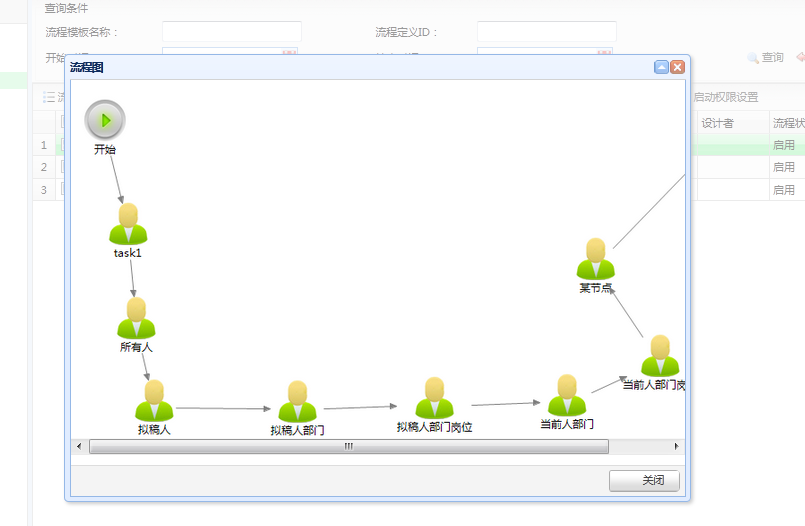 查询条件
流程模板名称：
流程定义ID：
查询
流程图
启动权限设置
设计者
流程状
1
启用
2
启用
3
启用
开始
task1
所有人
拟稿人
拟稿人部门
拟稿人部门岗位
当前人部门
当前人部门岗
某节点
关闭